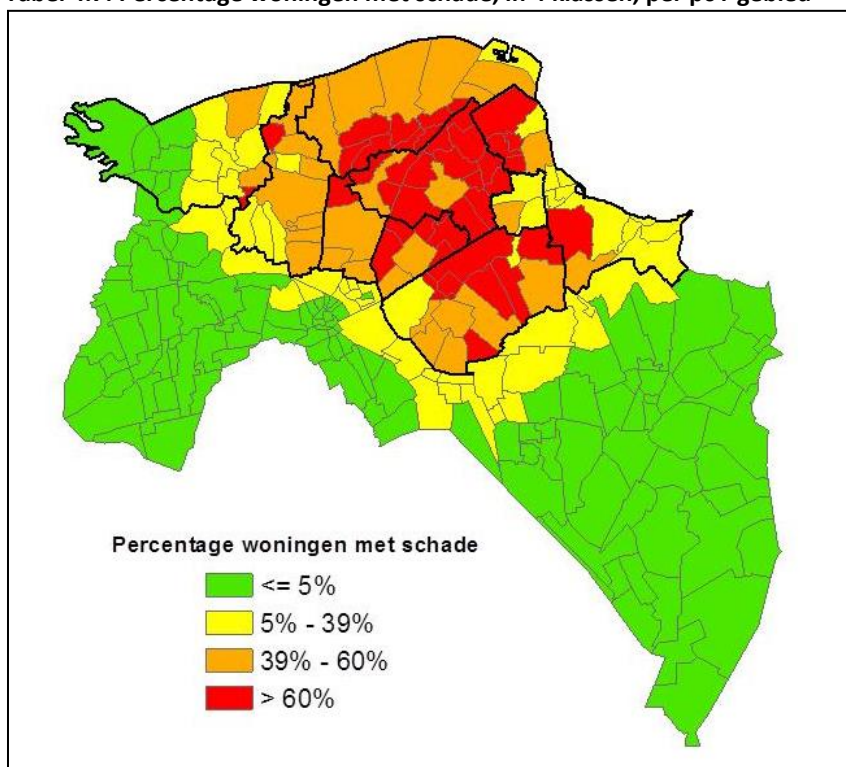 Percentage woningen met schade
<= 5%
5% - 39%
39% - 60%
> 60%